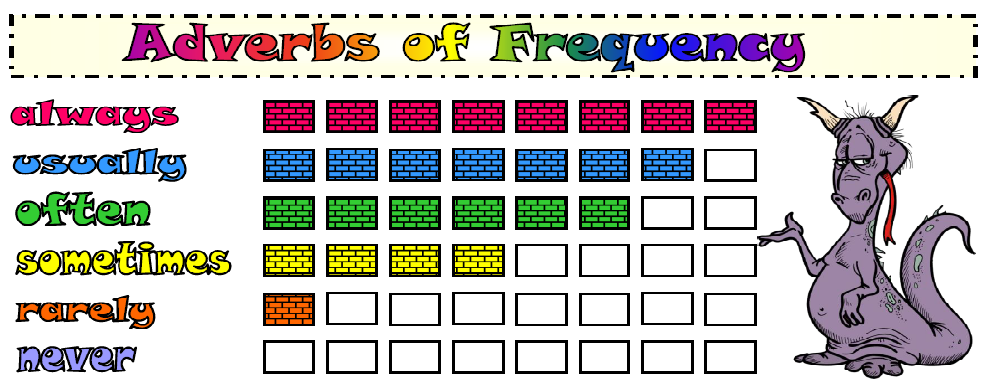 Adverbs of Frequency
always
usually
often
sometimes
rarely
never